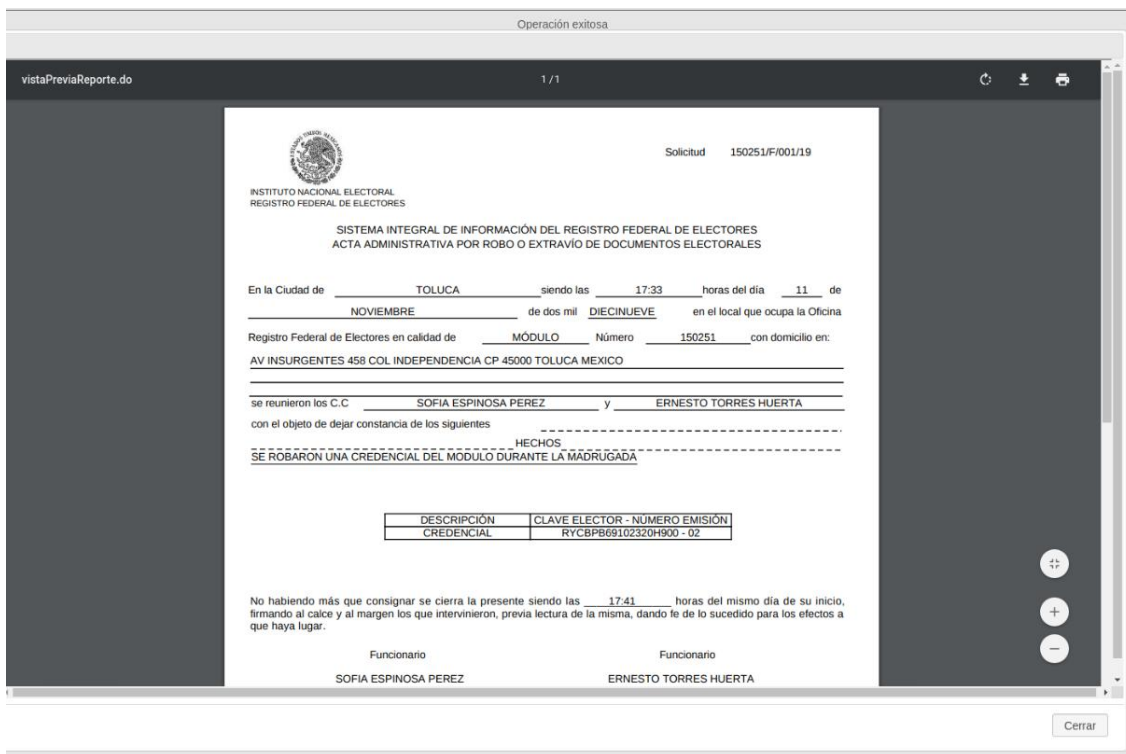 Operación exitosa
vistaPreviaReporte.do 1 / 1
Solicitud 150251/F/001/19
INSTITUTO NACIONAL ELECTORAL
REGISTRO FEDERAL DE ELECTORES
SISTEMA INTEGRAL DE INFORMACIÓN DEL REGISTRO FEDERAL DE ELECTORES
ACTA ADMINISTRATIVA POR ROBO O EXTRAVÍO DE DOCUMENTOS ELECTORALES
En la Ciudad de TOLUCA siendo las 17:33 horas del día 11 de
NOVIEMBRE de dos mil DIECINUEVE en el local que ocupa la Oficina
Registro Federal de Electores en calidad de MÓDULO Número 150251 con domicilio en:
AV INSURGENTES 458 COL INDEPENDENCIA CP 45000 TOLUCA MEXICO
se reunieron los C.C SOFIA ESPINOSA PEREZ y ERNESTO TORRES HUERTA
con el objeto de dejar constancia de los siguientes
HECHOS
SE ROBARON UNA CREDENCIAL DEL MODULO DURANTE LA MADRUGADA
DESCRIPCIÓN CLAVE ELECTOR - NÚMERO EMISIÓN
CREDENCIAL RYCBPB69102320H900 - 02
No habiendo más que consignar se cierra la presente siendo las 17:41 horas del mismo día de su inicio,
firmando al calce y al margen los que intervinieron, previa lectura de la misma, dando fe de lo sucedido para los efectos a
que haya lugar.
Funcionario Funcionario
SOFIA ESPINOSA PEREZ ERNESTO TORRES HUERTA
Cerrar